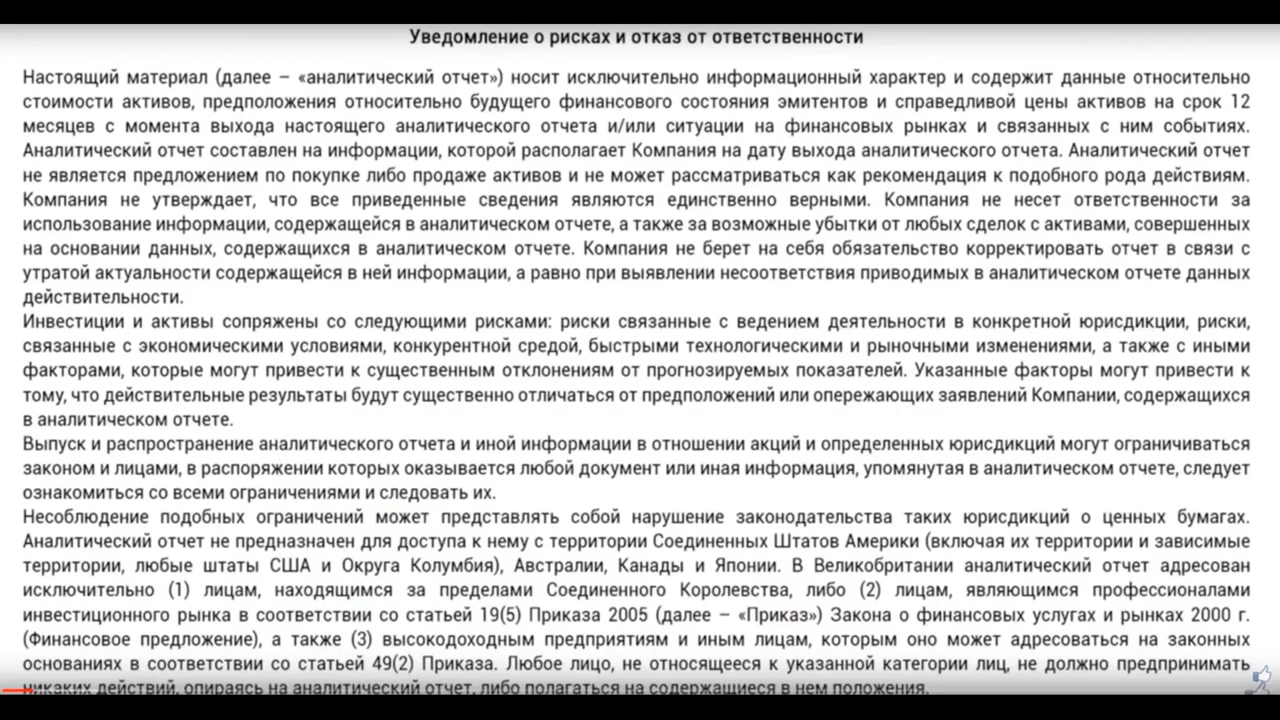 Уведомление о рисках и отказ от ответственности
Настоящий материал (далее – «аналитический отчет») носит исключительно информационный характер и содержит данные относительно
стоимости активов, предположения относительно будущего финансового состояния эмитентов и справедливой цены активов на срок 12
месяцев с момента выхода настоящего аналитического отчета и/или ситуации на финансовых рынках и связанных с ним событиях.
Аналитический отчет составлен на информации, которой располагает Компания на дату выхода аналитического отчета. Аналитический отчет
не является предложением по покупке либо продаже активов и не может рассматриваться как рекомендация к подобного рода действиям.
Компания не утверждает, что все приведенные сведения являются единственно верными. Компания не несет ответственности за
использование информации, содержащейся в аналитическом отчете, а также за возможные убытки от любых сделок с активами, совершенных
на основании данных, содержащихся в аналитическом отчете. Компания не берет на себя обязательство корректировать отчет в связи с
утратой актуальности содержащейся в ней информации, а равно при выявлении несоответствия приводимых в аналитическом отчете данных
действительности.
Инвестиции и активы сопряжены со следующими рисками: риски связанные с ведением деятельности в конкретной юрисдикции, риски,
связанные с экономическими условиями, конкурентной средой, быстрыми технологическими и рыночными изменениями, а также с иными
факторами, которые могут привести к существенным отклонениям от прогнозируемых показателей. Указанные факторы могут привести к
тому, что действительные результаты будут существенно отличаться от предположений или опережающих заявлений Компании, содержащихся
в аналитическом отчете.
Выпуск и распространение аналитического отчета и иной информации в отношении акций и определенных юрисдикций могут ограничиваться
законом и лицами, в распоряжении которых оказывается любой документ или иная информация, упомянутая в аналитическом отчете, следует
ознакомиться со всеми ограничениями и следовать их.
Несоблюдение подобных ограничений может представлять собой нарушение законодательства таких юрисдикций о ценных бумагах.
Аналитический отчет не предназначен для доступа к нему с территории Соединенных Штатов Америки (включая их территории и зависимые
территории, любые штаты США и Округа Колумбия), Австралии, Канады и Японии. В Великобритании аналитический отчет адресован
исключительно (1) лицам, находящимся за пределами Соединенного Королевства, либо (2) лицам, являющимся профессионалами
инвестиционного рынка в соответствии со статьей 19(5) Приказа 2005 (далее – «Приказ») Закона о финансовых услугах и рынках 2000 г.
(Финансовое предложение), а также (3) высокодоходным предприятиям и иным лицам, которым оно может адресоваться на законных
основаниях в соответствии со статьей 49(2) Приказа. Любое лицо, не относящееся к указанной категории лиц, не должно предпринимать
никаких действий, опираясь на аналитический отчет, либо полагаться на содержащиеся в нем положения.